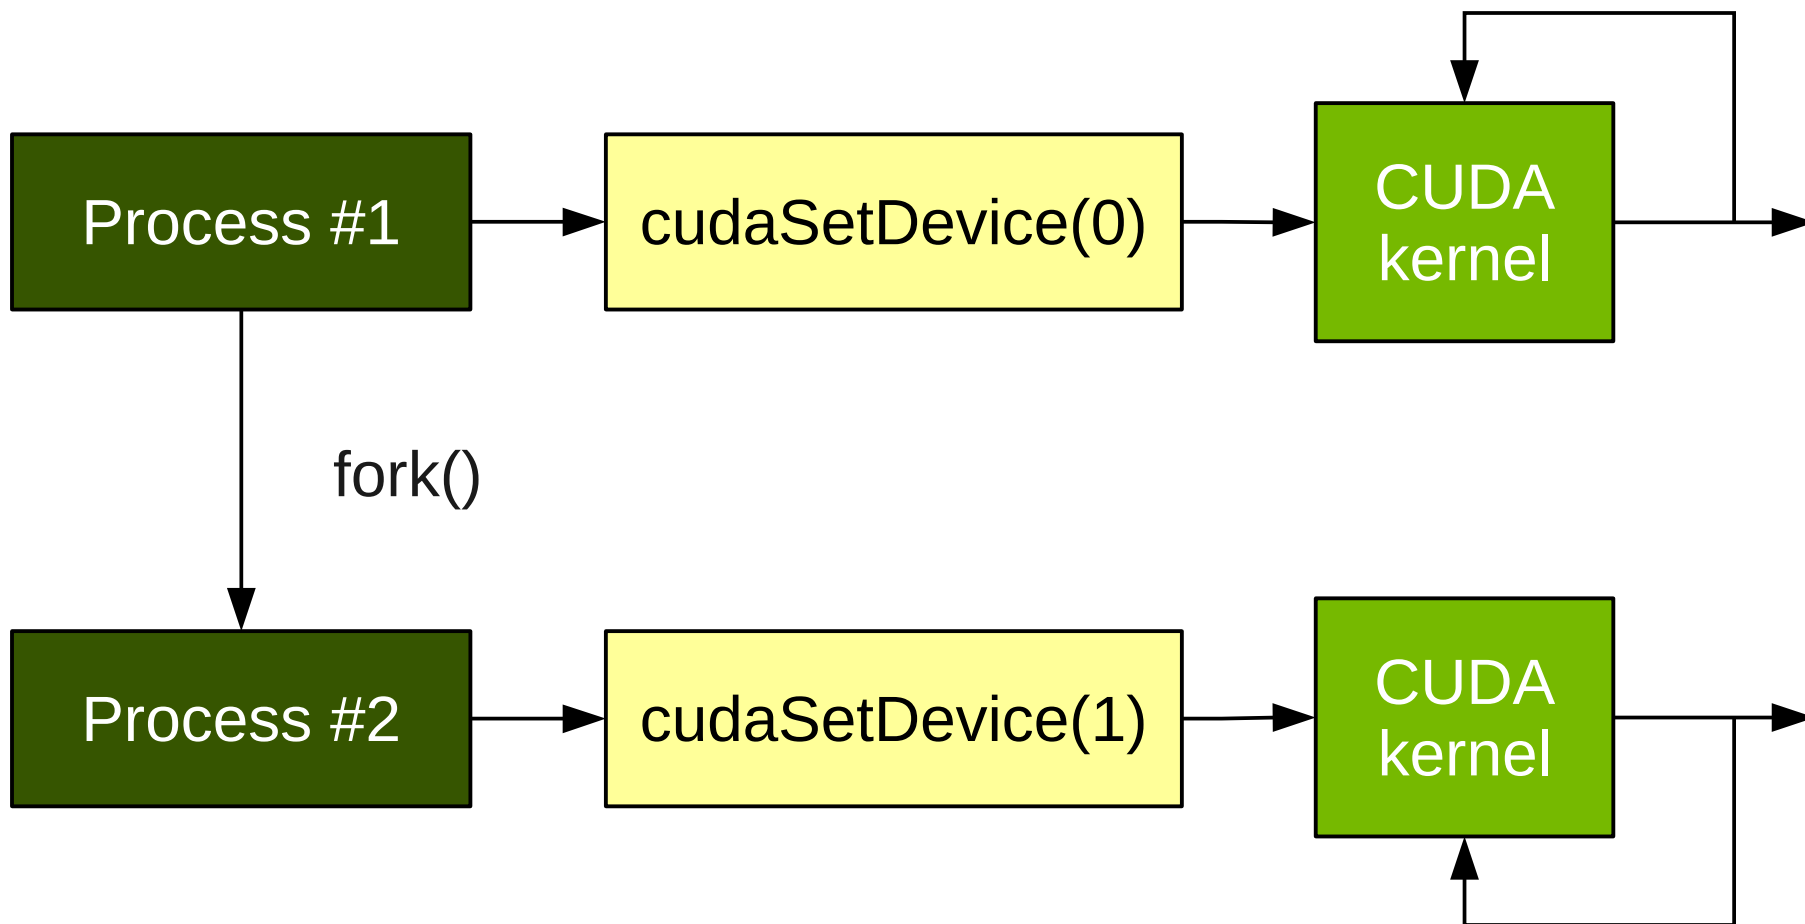 Process #1
cudaSetDevice(0)
CUDA
kernel
fork()
Process #2
cudaSetDevice(1)
CUDA
kernel